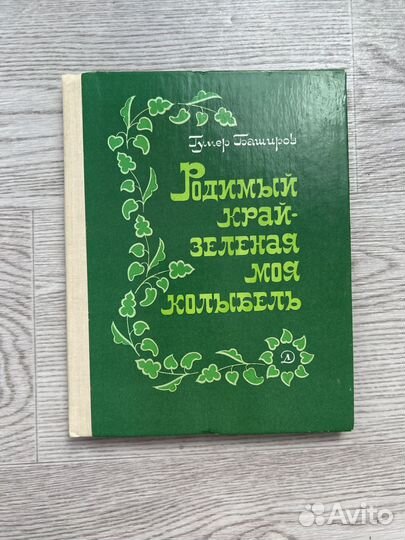 Гумер Баширов
Родимый
край-
зеленая
моя
колыбель
Д
Avito